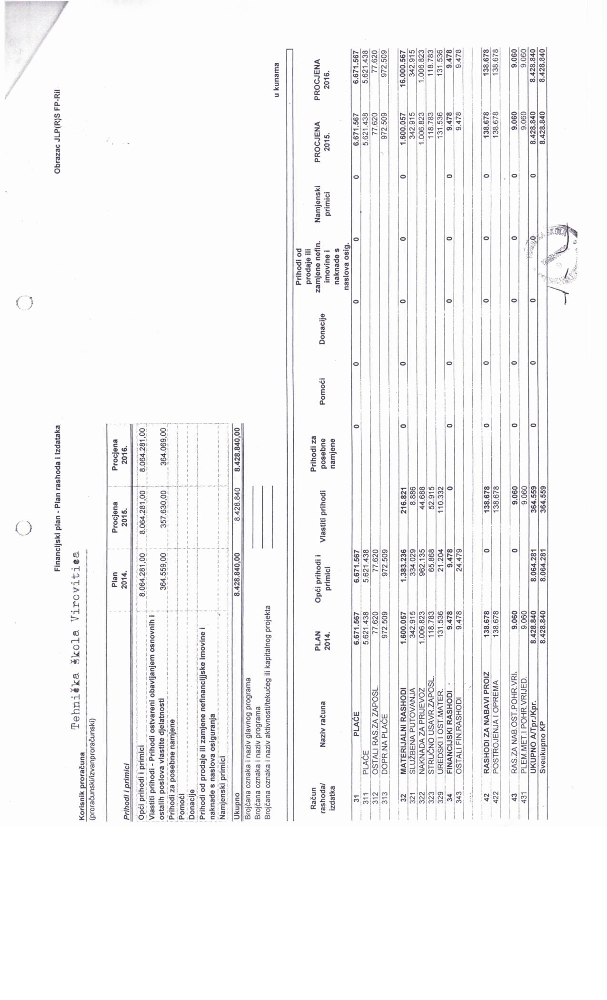 Obrazac JLP(R)S FP-RiI
Financijski plan - Plan rashoda i izdataka
Tehnička škola Virovitica
Korisnik proračuna
(proračunski/izvanproračunski)
Prihodi i primici Plan 2014. Procjena 2015. Procjena 2016.
Opći prihodi i primici 8.064.281,00 8.064.281,00 8.064.281,00
Vlastiti prihodi - Prihodi ostvareni obavljanjem osnovnih i
ostalih poslova vlastite djelatnosti 364.559,00 357.630,00 364.069,00
Prihodi za posebne namjene
Pomoći
Donacije
Prihodi od prodaje ili zamjene nefinancijjske imovine i
naknade s naslova osiguranja
Namjenski primici
Ukupno 8.428.840,00 8.428.840 8.428.840,00
Brojčana oznaka i naziv glavnog programa
Brojčana oznaka i naziv programa
Brojčana oznaka i naziv aktivnosti/tekućeg ili kapitalnog projekta
u kunama
Račun rashoda/ izdatka Naziv računa PLAN 2014. Opći prihodi i primici Vlastiti prihodi Prihodi za posebne namjene Pomoći Donacije Prihodi od prodaje ili zamjene nefin. imovine i naknade s naslova osig. Namjenski primici PROCJENA 2015. PROCJENA 2016.
31 PLAĆE 6.671.567 6.671.567 0 0 0 0 0 6.671.567 6.671.567
311 PLAĆE 5.621.438 5.621.438 5.621.438 5.621.438
312 OSTALI RAS.ZA ZAPOSL. 77.620 77.620 77.620 77.620
313 DOPR.NA PLAĆE 972.509 972.509 972.509 972.509
32 MATERIJALNI RASHODI 1.600.057 1.383.236 216.821 0 0 0 0 0 1.600.057 16.000.567
321 SLUŽBENA PUTOVANJA 342.915 334.029 8.886 342.915 342.915
322 NAKNADA ZA PRIJEVOZ 1.006.823 962.135 44.688 1.006.823 1.006.823
323 STRUČNO USAVR.ZAPOSL. 118.783 65.868 52.915 118.783 118.783
329 UREDSKI I OST.MATER. 131.536 21.204 110.332 131.536 131.536
34 FINANCIJSKI RASHODI 9.478 9.478 0 0 0 0 0 0 9.478 9.478
343 OSTALI FIN.RASHODI 9.478 24.479 9.478 9.478
....
42 RASHODI ZA NABAVI PROIZ 138.678 0 138.678 0 0 0 0 0 138.678 138.678
422 POSTROJENJA I OPREMA 138.678 138.678 138.678 138.678
43 RAS.ZA NAB.OST.POHR.VRI. 9.060 0 9.060 0 0 0 0 0 9.060 9.060
431 PLEM.MET.I POHR.VRIJED. 9.060 9.060 9.060 9.060
UKUPNO A/Tpr./Kpr. 8.428.840 8.064.281 364.559 0 0 0 0 0 8.428.840 8.428.840
Sveukupno KP 8.428.840 8.064.281 364.559 8.428.840 8.428.840
ŠKOLA